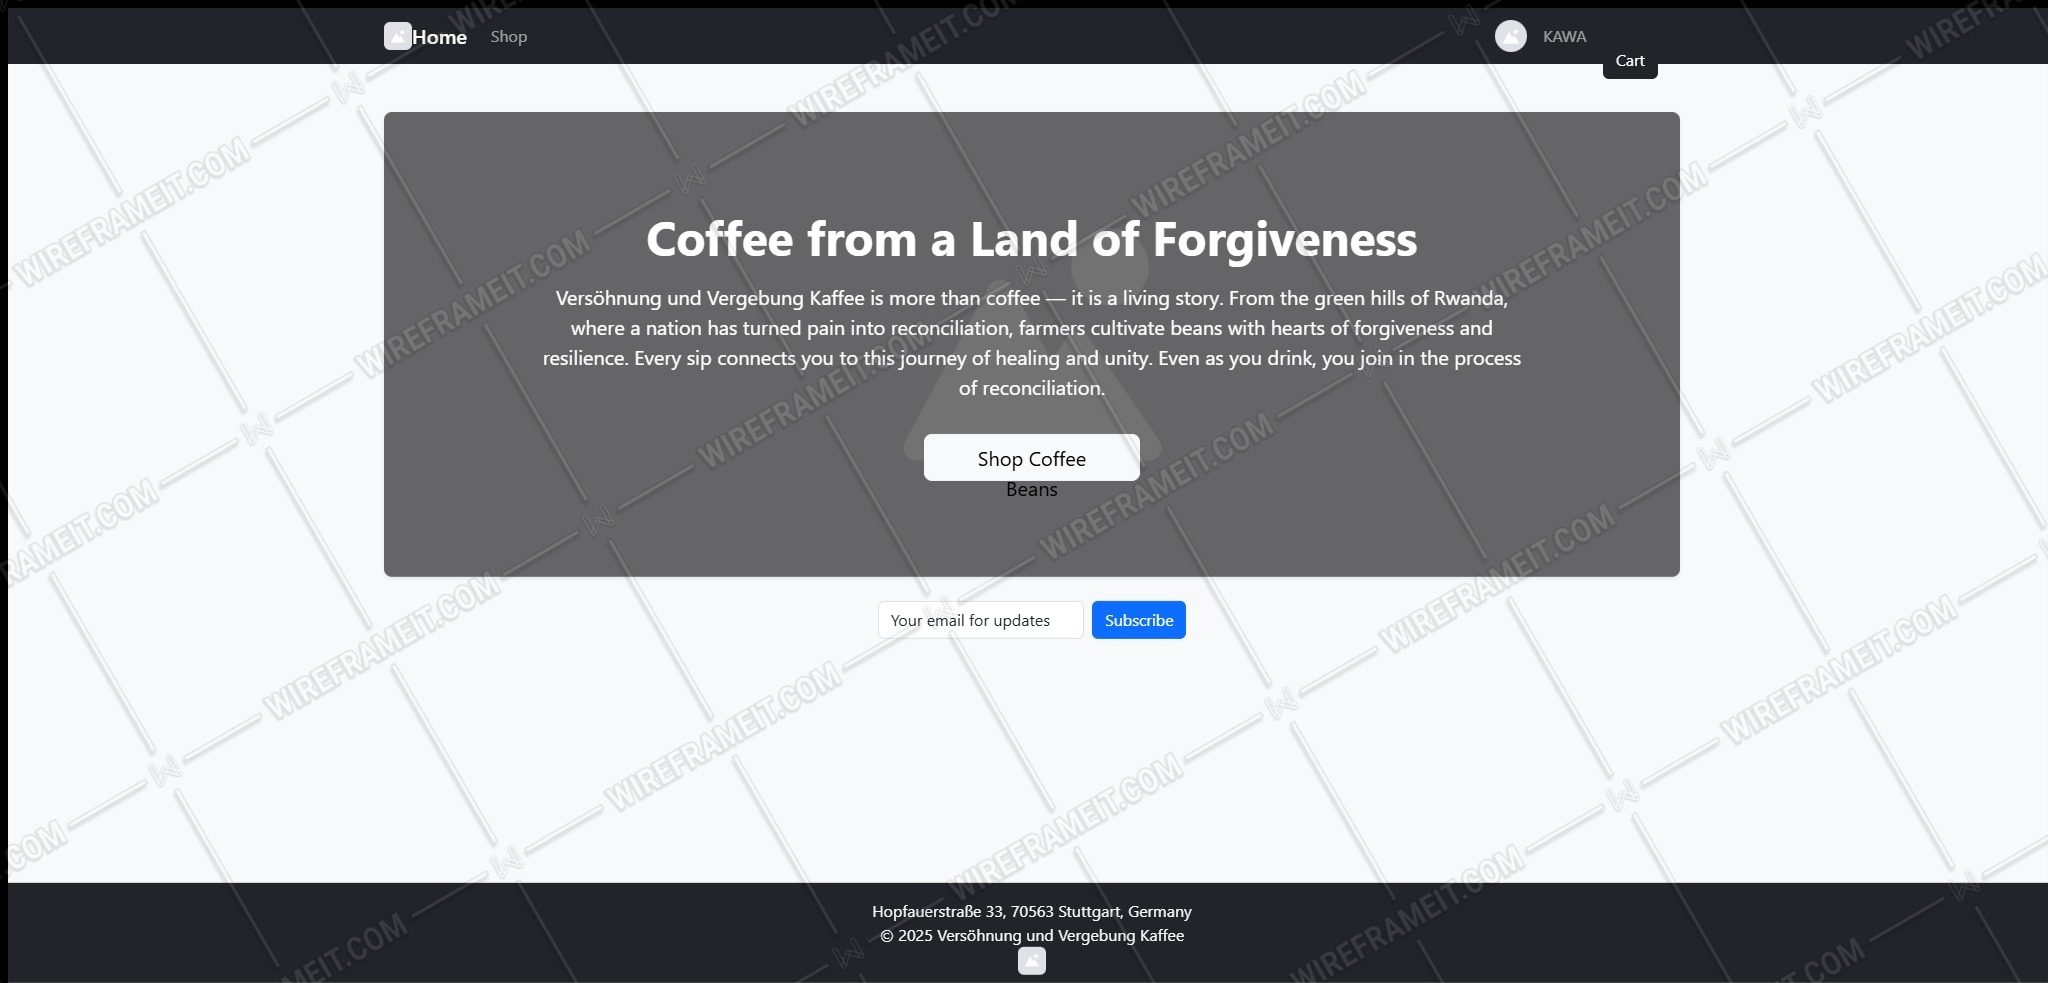 Home
Shop
KAWA
Cart
Coffee from a Land of Forgiveness
Versöhnung und Vergebung Kaffee is more than coffee — it is a living story. From the green hills of Rwanda,
where a nation has turned pain into reconciliation, farmers cultivate beans with hearts of forgiveness and
resilience. Every sip connects you to this journey of healing and unity. Even as you drink, you join in the process
of reconciliation.
Shop Coffee
Beans
Your email for updates
Subscribe
Hopfauerstraße 33, 70563 Stuttgart, Germany
© 2025 Versöhnung und Vergebung Kaffee
WIREFRAMEIT.COM